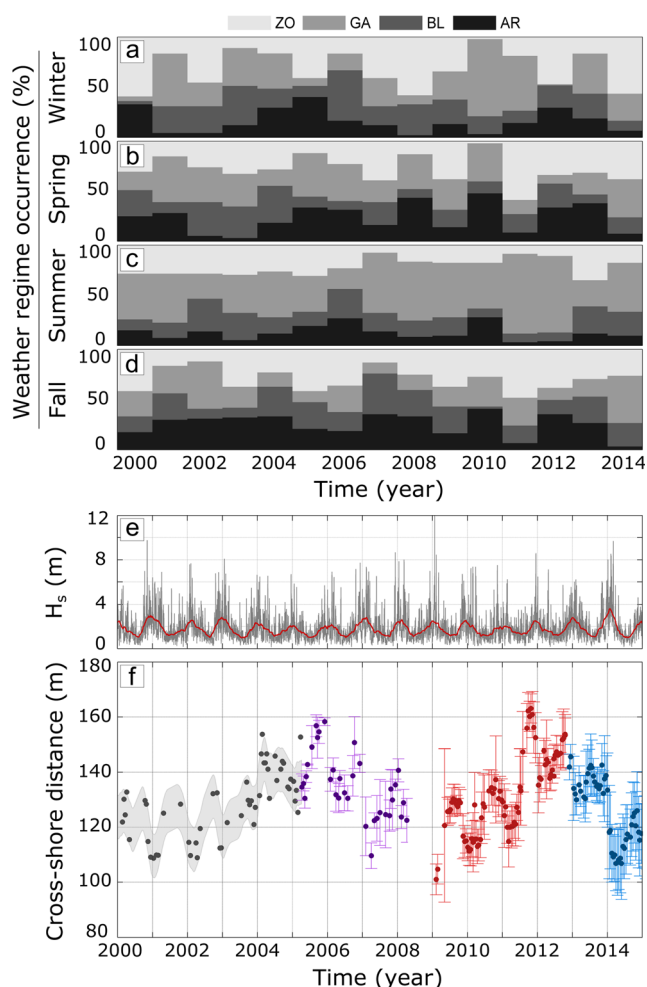 ZO GA BL AR
Weather regime occurrence (%)
Winter
100
50
0
a
Spring
100
50
0
b
Summer
100
50
0
c
Fall
100
50
0
d
2000 2002 2004 2006 2008 2010 2012 2014
Time (year)
Hs (m)
12
8
4
0
e
Cross-shore distance (m)
180
160
140
120
100
80
f
2000 2002 2004 2006 2008 2010 2012 2014
Time (year)